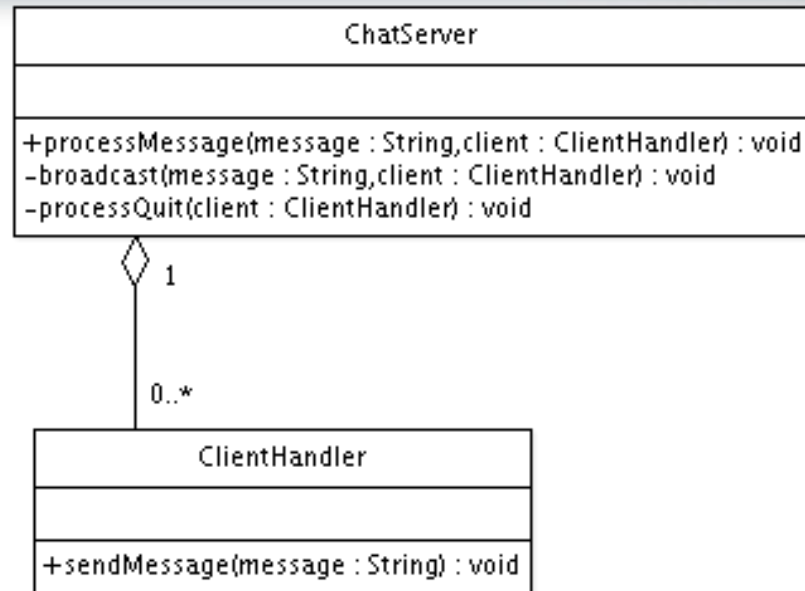 ChatServer
+processMessage(message : String,client : ClientHandler) : void
-broadcast(message : String,client : ClientHandler) : void
-processQuit(client : ClientHandler) : void
1
0..*
ClientHandler
+sendMessage(message : String) : void